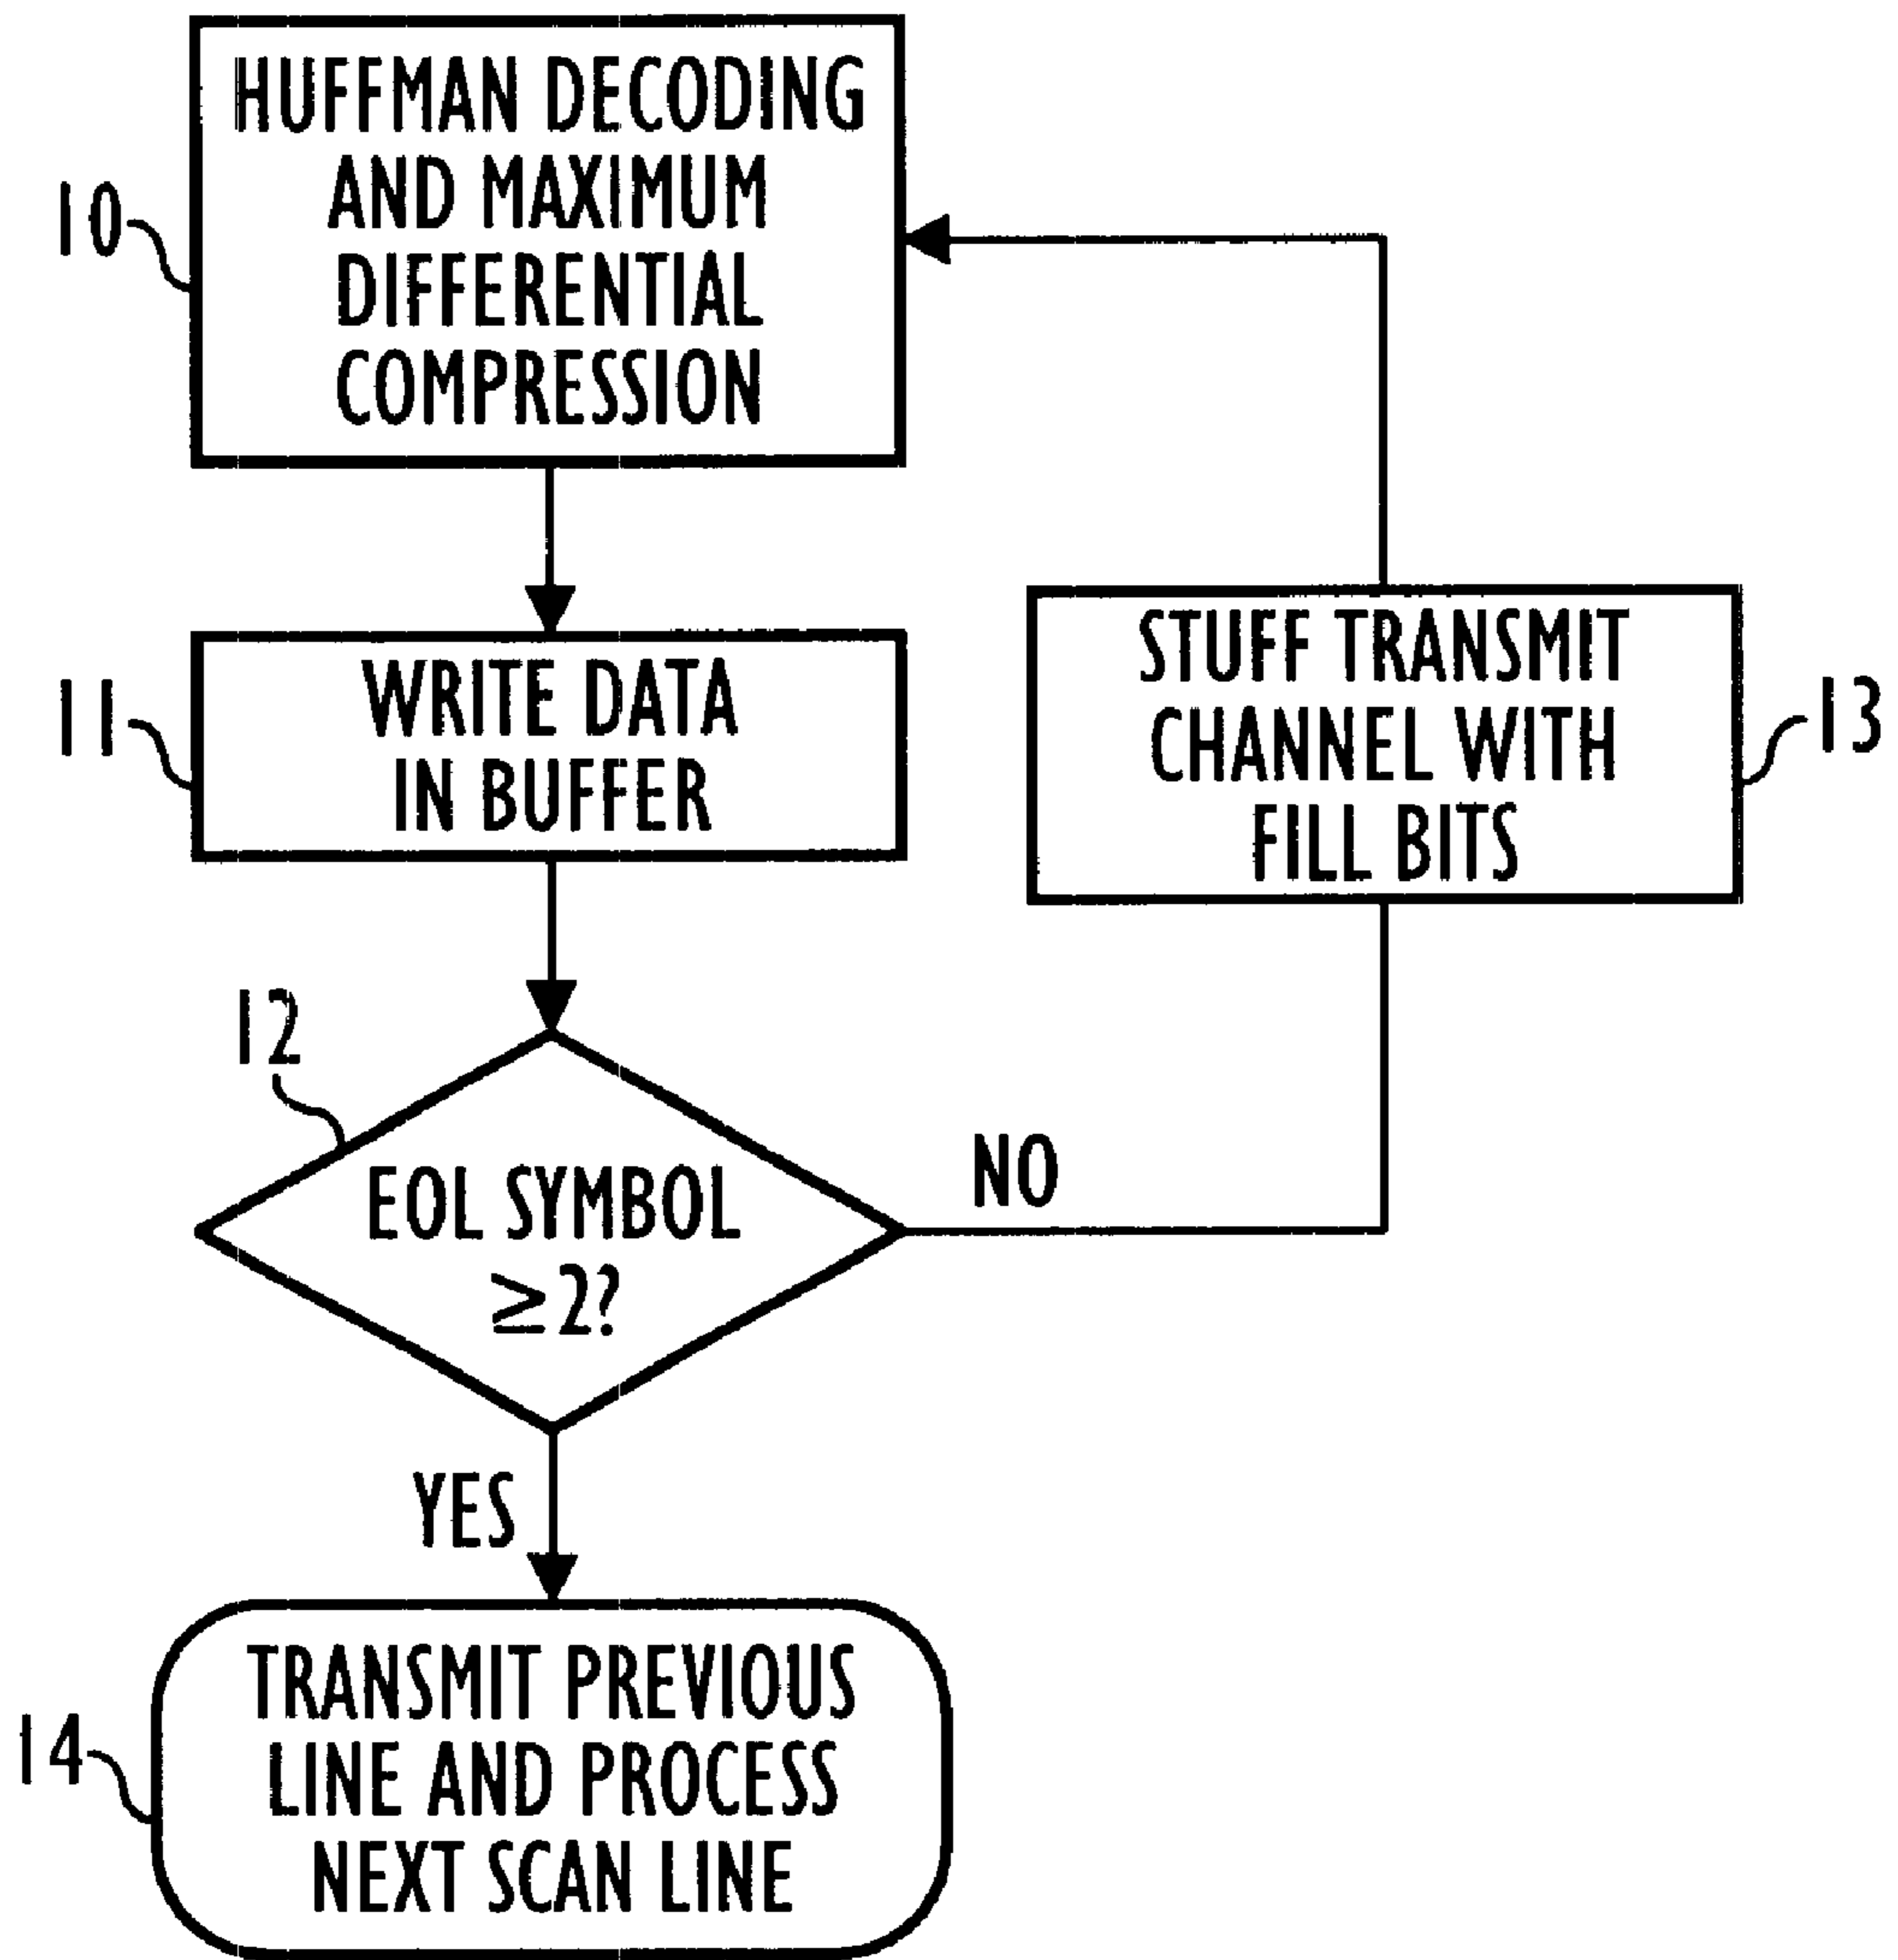 HUFFMAN DECODING
AND MAXIMUM
DIFFERENTIAL
COMPRESSION
10
WRITE DATA
IN BUFFER
11
STUFF TRANSMIT
CHANNEL WITH
FILL BITS
13
12
EOL SYMBOL
≥2?
NO
YES
TRANSMIT PREVIOUS
LINE AND PROCESS
NEXT SCAN LINE
14